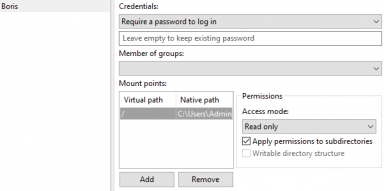 Boris
Credentials:
Require a password to log in
Leave empty to keep existing password
Member of groups:
Mount points:
Virtual path Native path
/ C:\Users\Admin
Add Remove
Permissions
Access mode:
Read only
Apply permissions to subdirectories
Writable directory structure